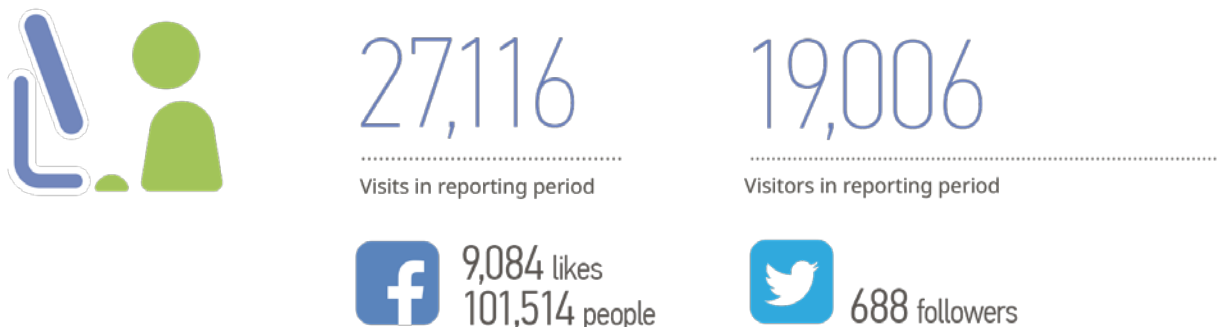 27,116
19,006
Visits in reporting period
Visitors in reporting period
9,084 likes
101,514 people
688 followers